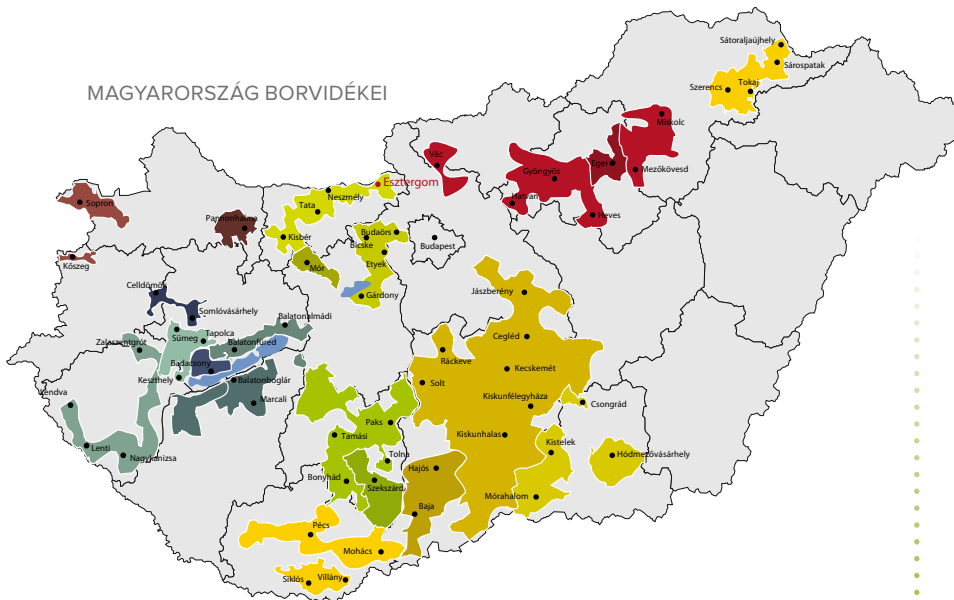 MAGYARORSZÁG BORVIDÉKEI
Sátoraljaújhely
Sárospatak
Tokaj
Szerencs
Miskolc
Vác
Eger
Mezőkövesd
Gyöngyös
Hatvan
Heves
Esztergom
Neszmély
Tata
Sopron
Pannonhalma
Kisbér
Budaörs
Bicske
Budapest
Etyek
Kőszeg
Mór
Gárdony
Celldömölk
Somlóvásárhely
Jászberény
Balatonalmádi
Sümeg
Tapolca
Zalaszentgrót
Balatonfüred
Cegléd
Ráckeve
Badacsony
Keszthely
Balatonboglár
Kecskemét
Solt
Lendva
Marcali
Kiskunfélegyháza
Csongrád
Paks
Tamási
Kiskunhalas
Kistelek
Lenti
Nagykanizsa
Tolna
Hódmezővásárhely
Hajós
Bonyhád
Szekszárd
Mórahalom
Baja
Pécs
Mohács
Siklós
Villány